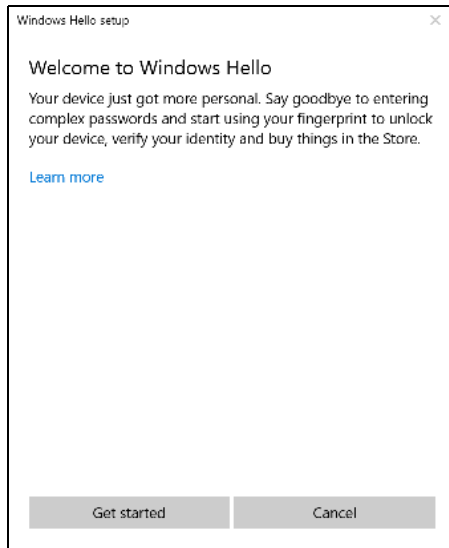 Windows Hello setup
Welcome to Windows Hello
Your device just got more personal. Say goodbye to entering
complex passwords and start using your fingerprint to unlock
your device, verify your identity and buy things in the Store.
Learn more
Get started
Cancel